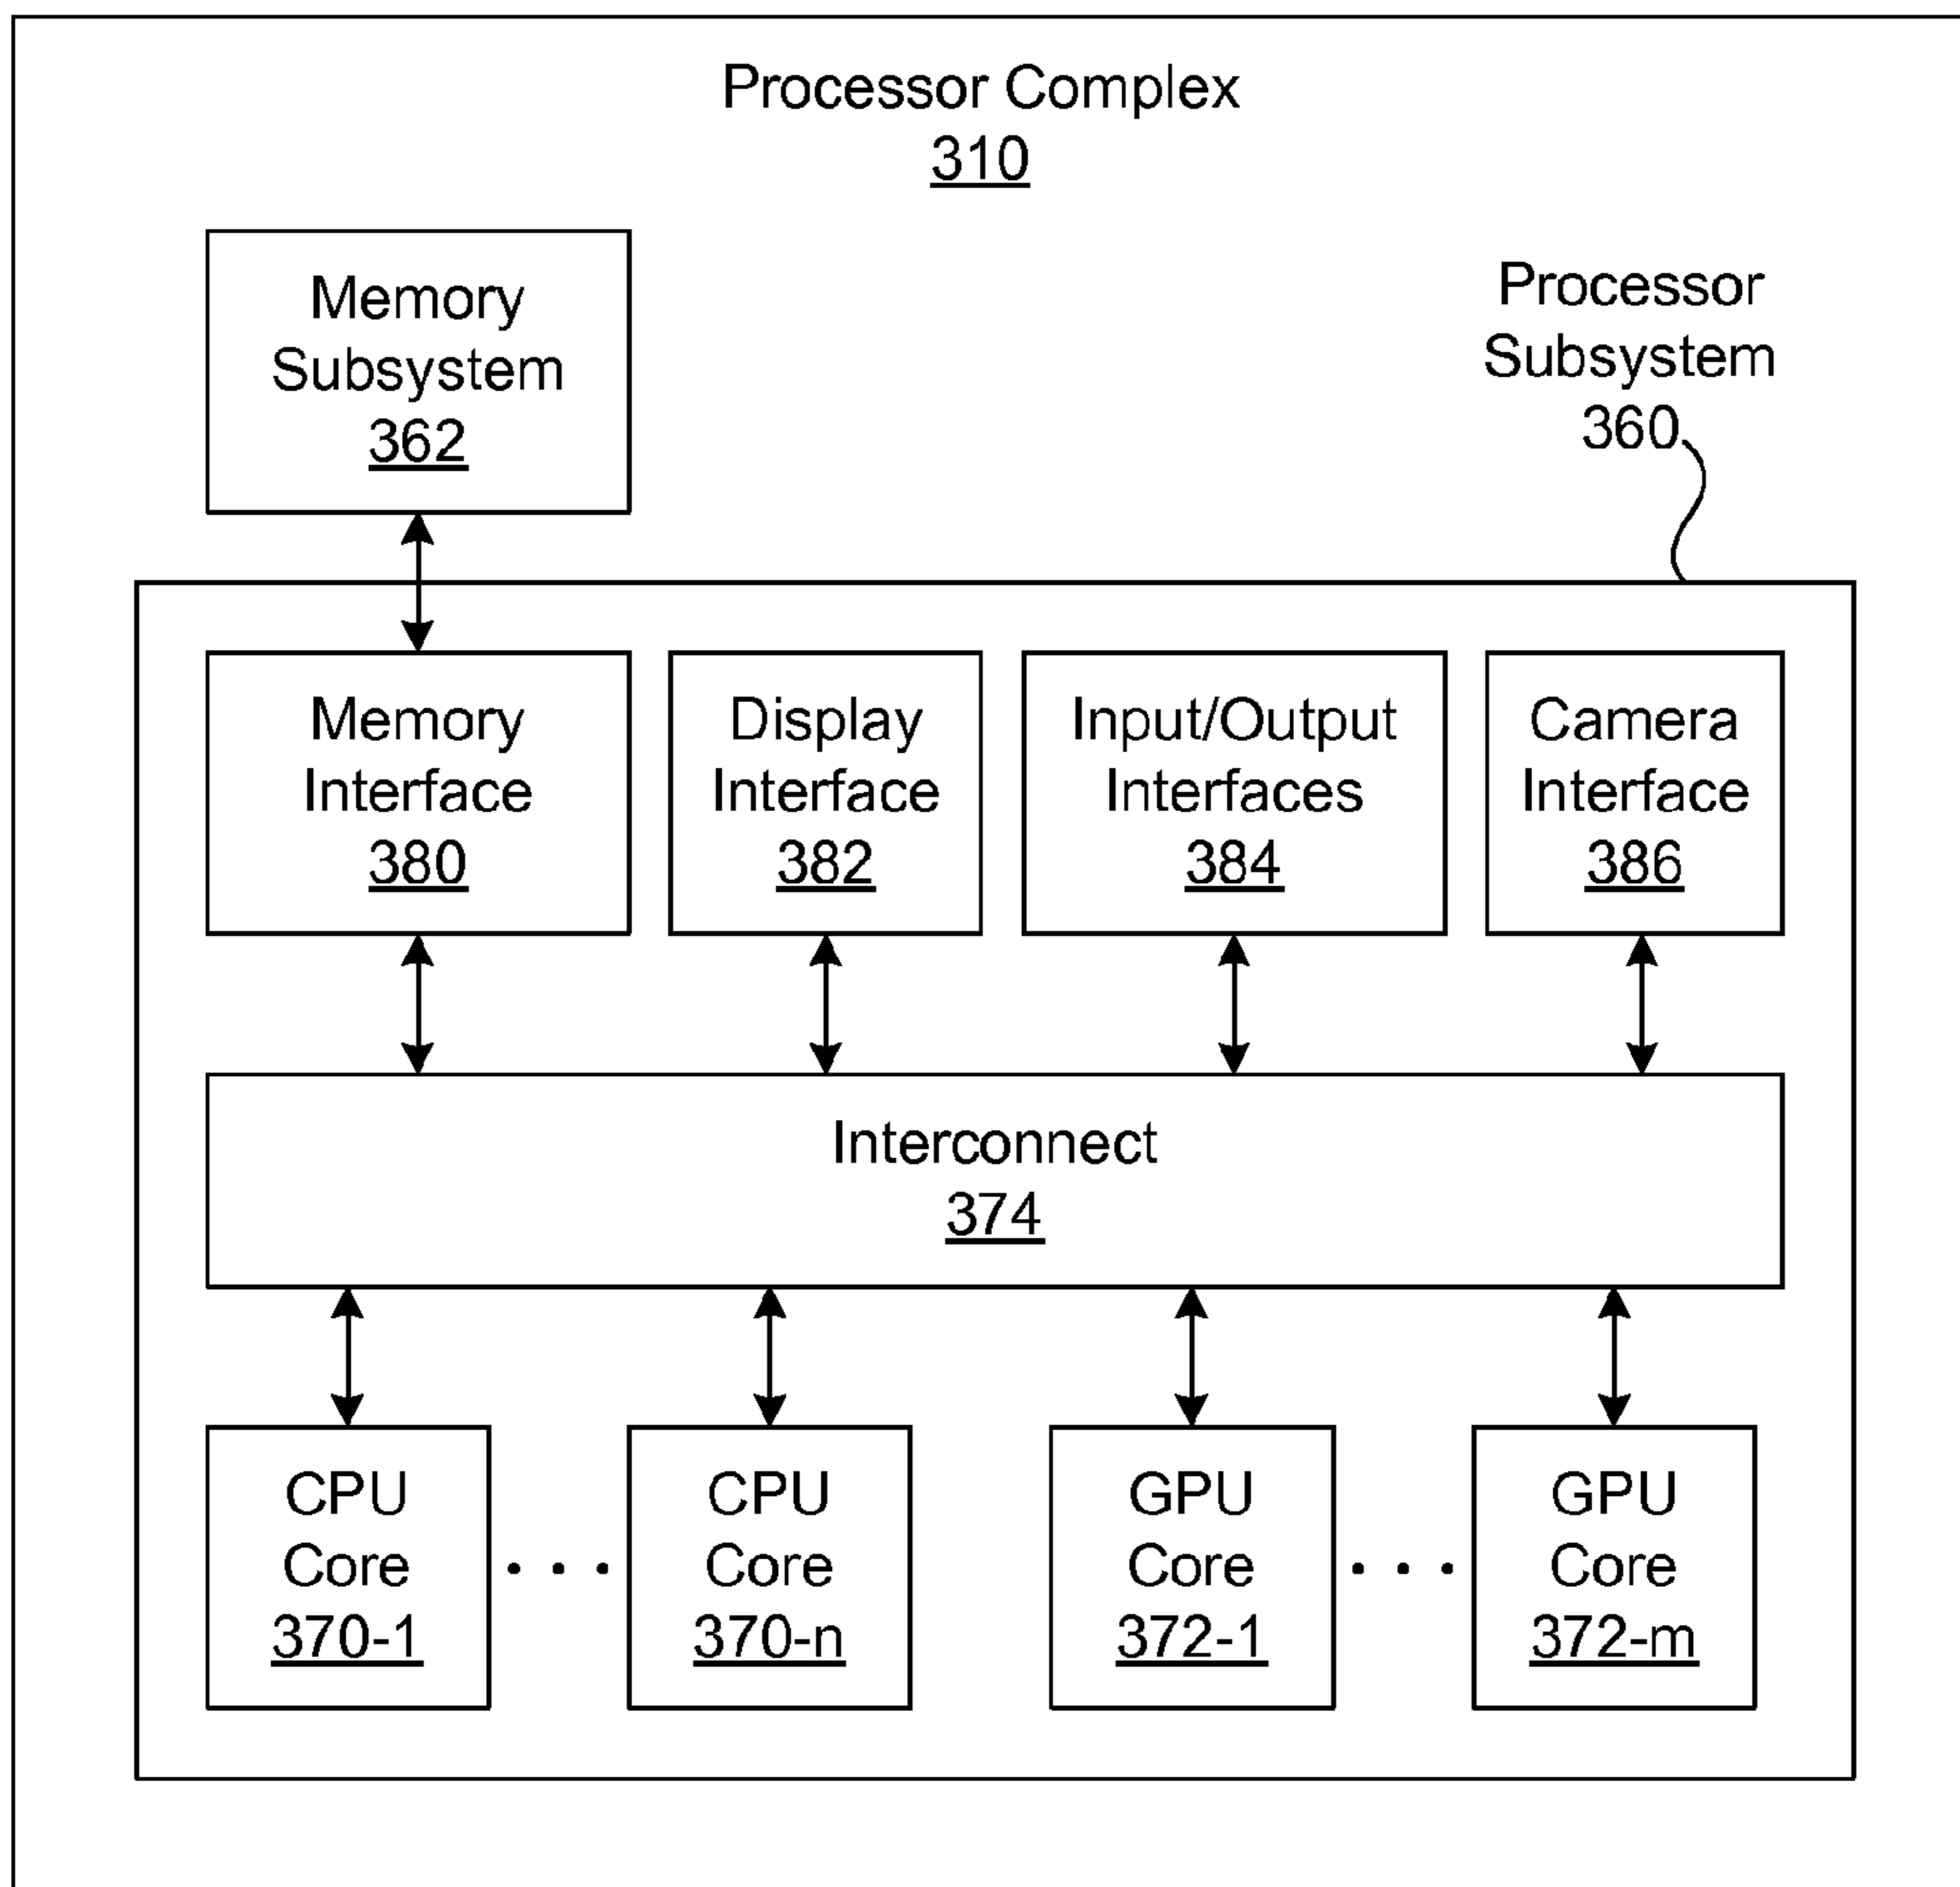 Processor Complex
310
Memory
Subsystem
362
Processor
Subsystem
360
Memory
Interface
380
Display
Interface
382
Input/Output
Interfaces
384
Camera
Interface
386
Interconnect
374
CPU
Core
370-1
. . .
CPU
Core
370-n
GPU
Core
372-1
. . .
GPU
Core
372-m